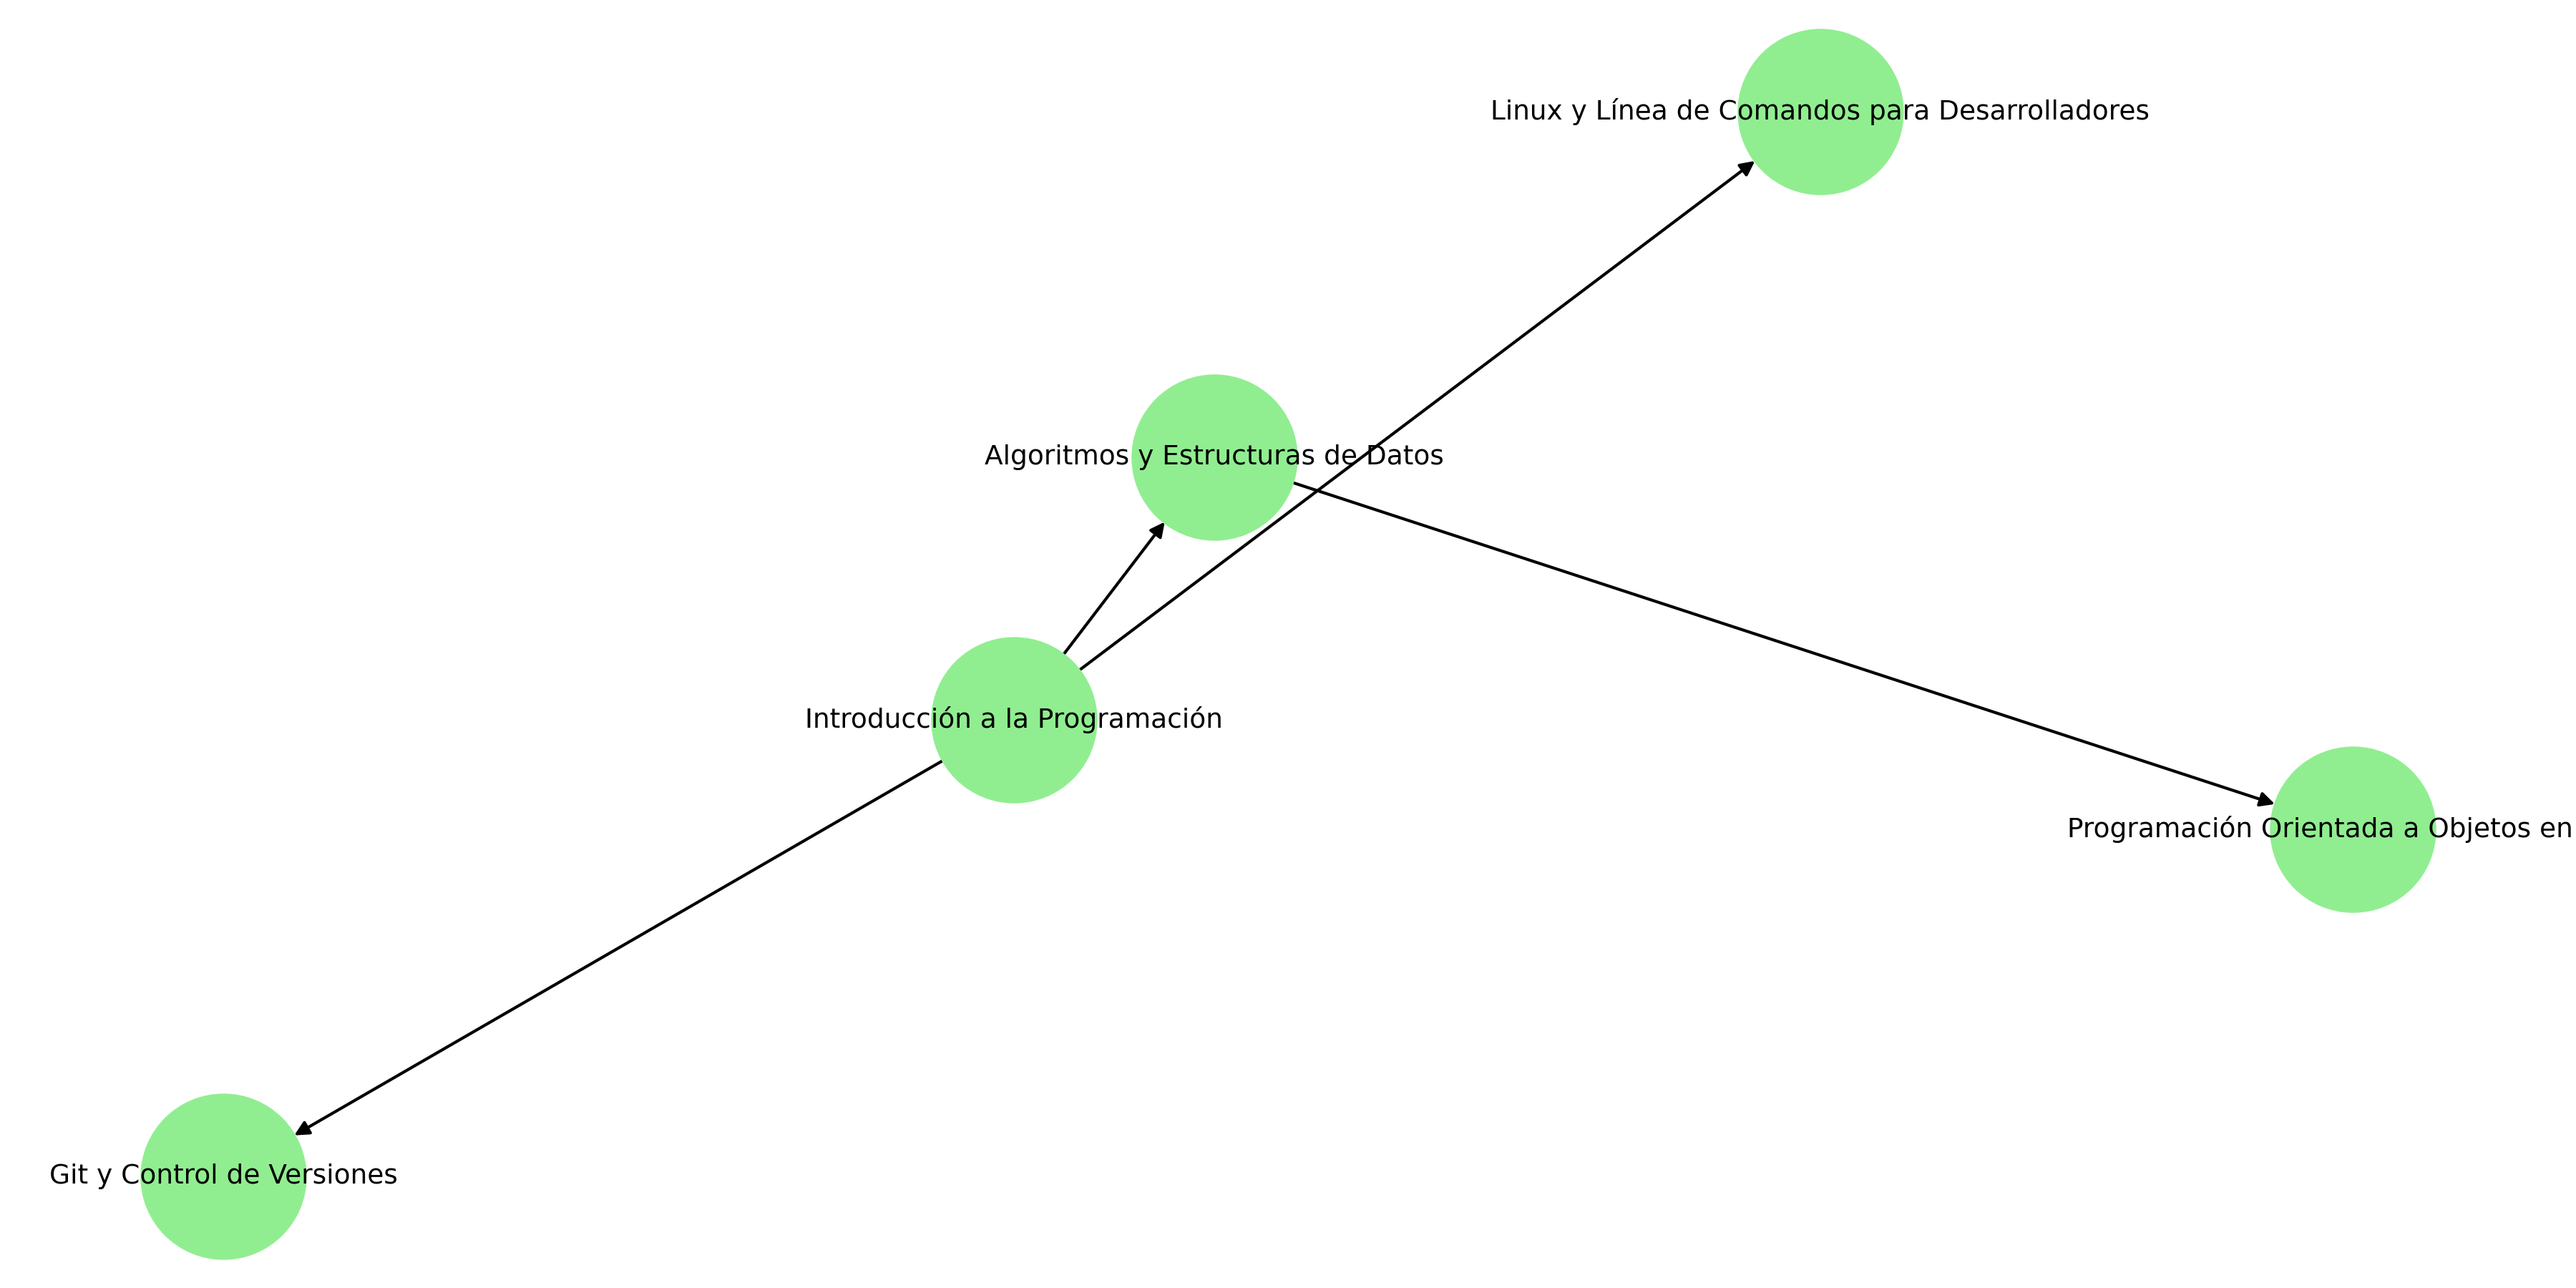 Linux y Línea de Comandos para Desarrolladores
Algoritmos y Estructuras de Datos
Introducción a la Programación
Programación Orientada a Objetos en
Git y Control de Versiones